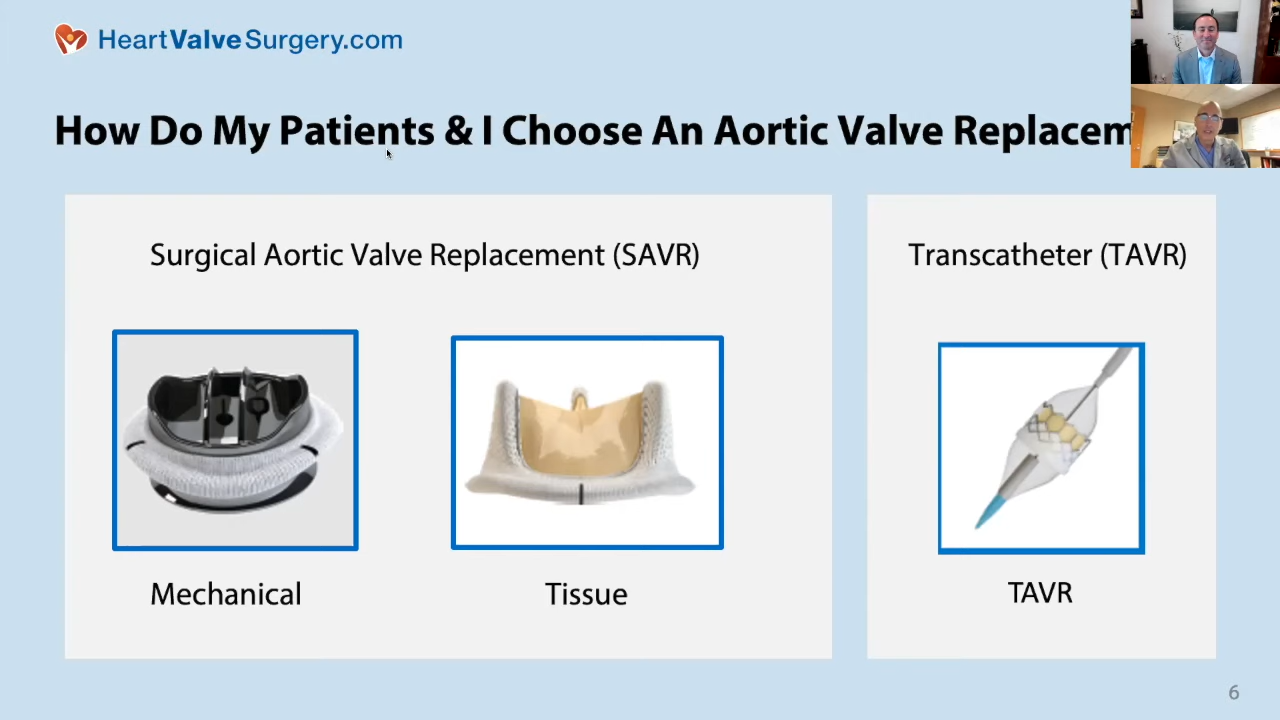 HeartValveSurgery.com
How Do My Patients & I Choose An Aortic Valve Replacem
Surgical Aortic Valve Replacement (SAVR)
Transcatheter (TAVR)
Mechanical
Tissue
TAVR
6